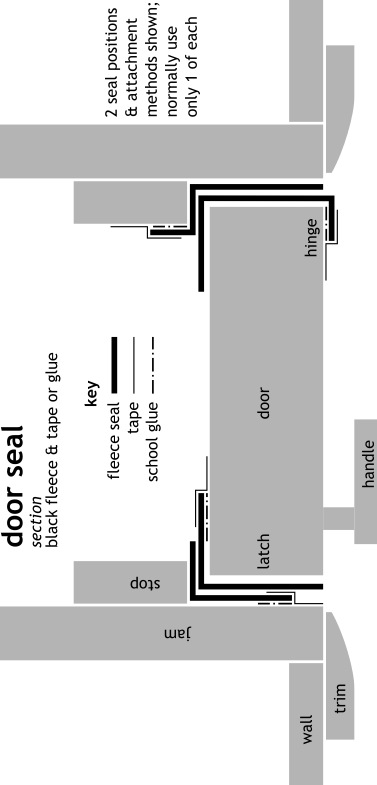 door seal
section
black fleece & tape or glue
key
fleece seal
tape
school glue
2 seal positions
& attachment
methods shown;
normally use
only 1 of each
stop
jam
wall
trim
latch
door
hinge
handle